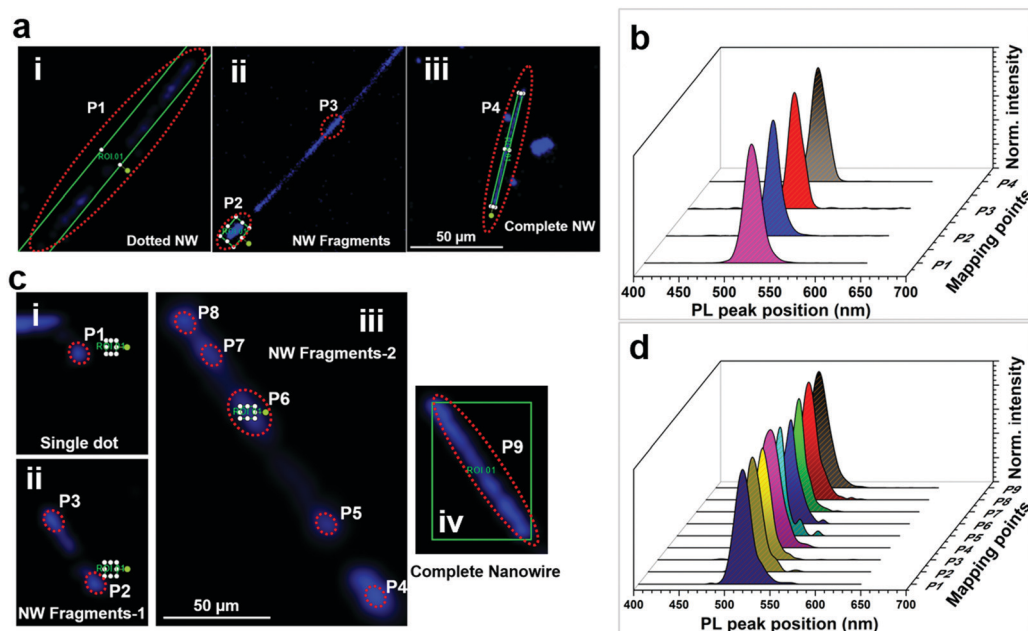 a
i
P1
ROI.01
Dotted NW
ii
P3
P2
NW Fragments
iii
P4
50 µm
Complete NW
b
Norm. intensity
P4
P3
P2
P1
Mapping points
400 450 500 550 600 650 700
PL peak position (nm)
c
i
P1
Single dot
ii
P3
P2
NW Fragments-1
iii
P8
NW Fragments-2
P7
P6
P5
P4
50 µm
P9
ROI.01
iv
Complete Nanowire
d
Norm. intensity
P9
P8
P7
P6
P5
P4
P3
P2
P1
Mapping points
400 450 500 550 600 650 700
PL peak position (nm)